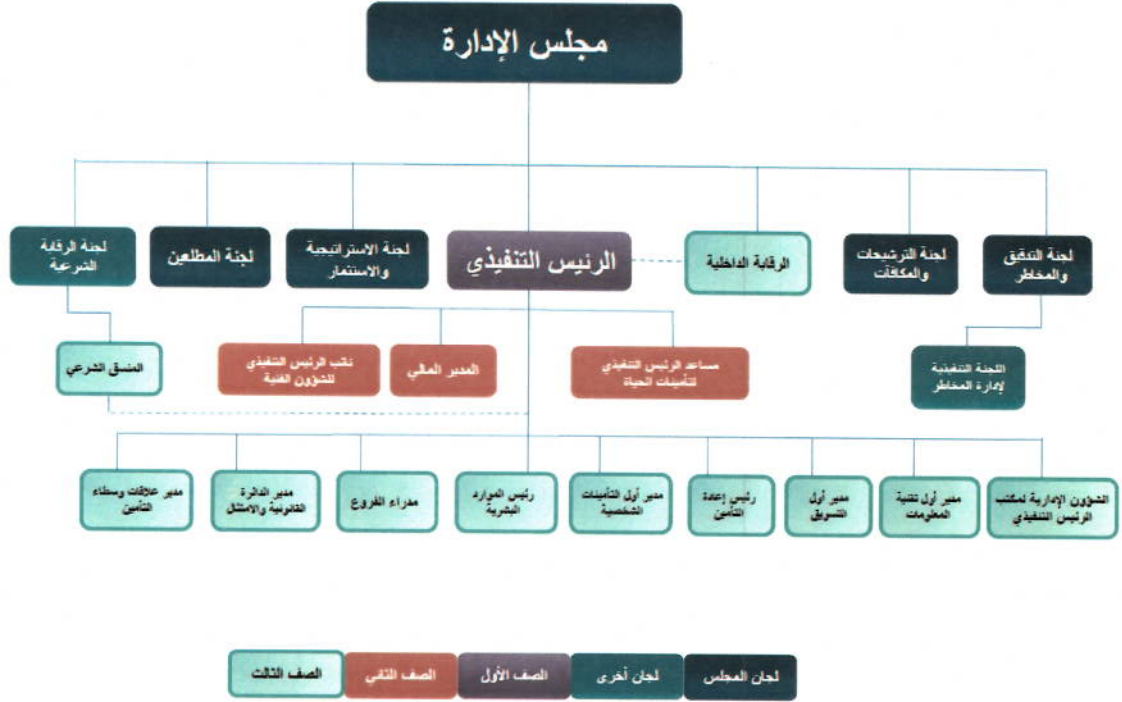 مجلس الإدارة
لجنة التدقيق
والمخاطر
لجنة الترشيحات
والمكافآت
الرقابة الداخلية
الرئيس التنفيذي
لجنة الاستراتيجية
والاستثمار
لجنة المطلعين
لجنة الرقابة
الشرعية
اللجنة التنفيذية
لإدارة المخاطر
مساعد الرئيس التنفيذي
لتأمينات الحياة
المدير المالي
نائب الرئيس التنفيذي
للشؤون الفنية
المنسق الشرعي
الشؤون الإدارية لمكتب
الرئيس التنفيذي
مدير أول تقنية
المعلومات
مدير أول
التسويق
رئيس إعادة
التأمين
مدير أول التأمينات
الشخصية
رئيس الموارد
البشرية
مدراء الفروع
مدير الدائرة
القانونية والامتثال
مدير علاقات وسطاء
التأمين
لجان المجلس
لجان أخرى
الصف الأول
الصف الثاني
الصف الثالث